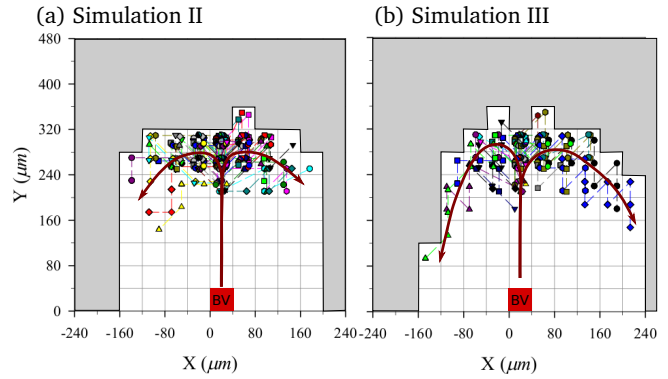 (a) Simulation II
(b) Simulation III
480
400
320
240
160
80
0
Y (μm)
BV
BV
-240 -160 -80 0 80 160 240
-160 -80 0 80 160 240
X (μm)
X (μm)